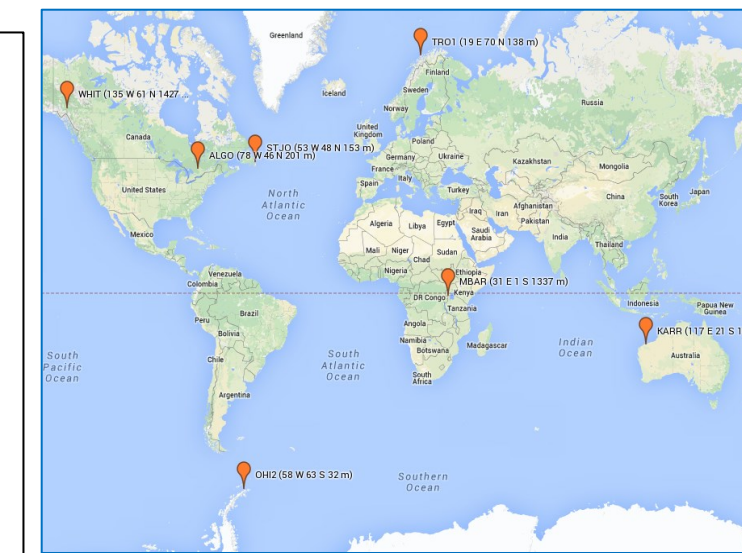 Greenland
TRO1 (19 E 70 N 138 m)
Finland
Iceland
Sweden
Norway
Russia
WHIT (135 W 61 N 1427 ...
Canada
STJO (53 W 48 N 153 m)
ALGO (78 W 46 N 201 m)
United
Kingdom
Poland
Germany
Ukraine
France
Kazakhstan
Mongolia
Italy
Spain
Turkey
United States
North
Atlantic
Ocean
China
South
Korea
Japan
Afghanistan
Iraq
Iran
Pakistan
Algeria
Libya
Egypt
Saudi
Arabia
India
Mexico
Thailand
Mali
Niger
Sudan
Chad
Venezuela
Colombia
Nigeria
Ethiopia
MBAR (31 E 1 S 1337 m)
DR Congo
Kenya
Tanzania
Indonesia
Papua New
Guinea
Peru
Brazil
Bolivia
Angola
Namibia
Botswana
Madagascar
KARR (117 E 21 S 1
Australia
South
Pacific
Ocean
Chile
South
Atlantic
Ocean
Indian
Ocean
South
Africa
Argentina
OHI2 (58 W 63 S 32 m)
Southern
Ocean